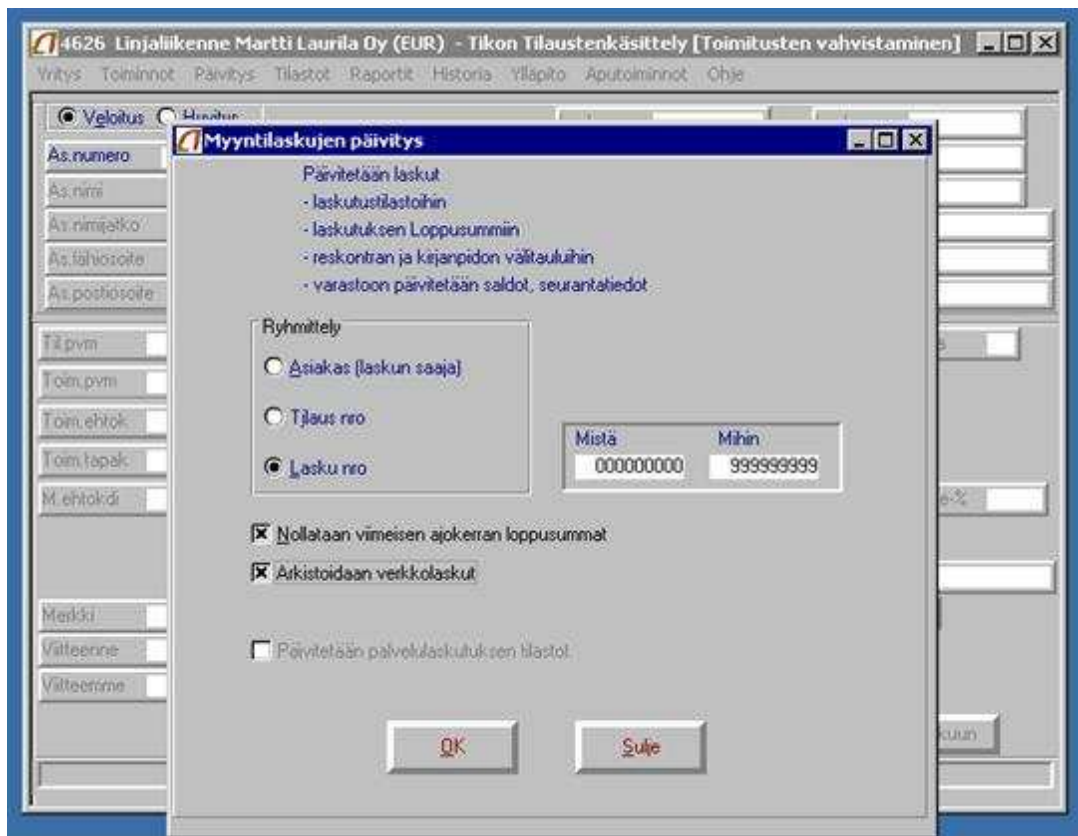 4626 Linjaliikenne Martti Laurila Oy (EUR) - Tikon Tilaustenkäsittely [Toimitusten vahvistaminen]
Yritys Toiminnot Päivitys Tilastot Raportit Historia Ylläpito Aputoiminnot Ohje
Veloitus
Myyntilaskujen päivitys
As.numero
As.nimi
As.nimijatko
As.lähiosoite
As.postiosoite
Päivitetään laskut
- laskutustilastoihin
- laskutuksen Loppusummiin
- reskontran ja kirjanpidon välitauluihin
- varastoon päivitetään saldot, seurantatiedot
Til.pvm
Toim.pvm
Toim.ehtok
Toim.tapak
M.ehtokdi
Ryhmittely
Asiakas (laskun saaja)
Tilaus nro
Lasku nro
Mistä Mihin
000000000 999999999
e-%
Nollataan viimeisen ajokerran loppusummat
Arkistoidaan verkkolaskut
Merkki
Viitteenne
Viitteemme
Päivitetään palvelulaskutuksen tilastot
OK Sulje
kuun